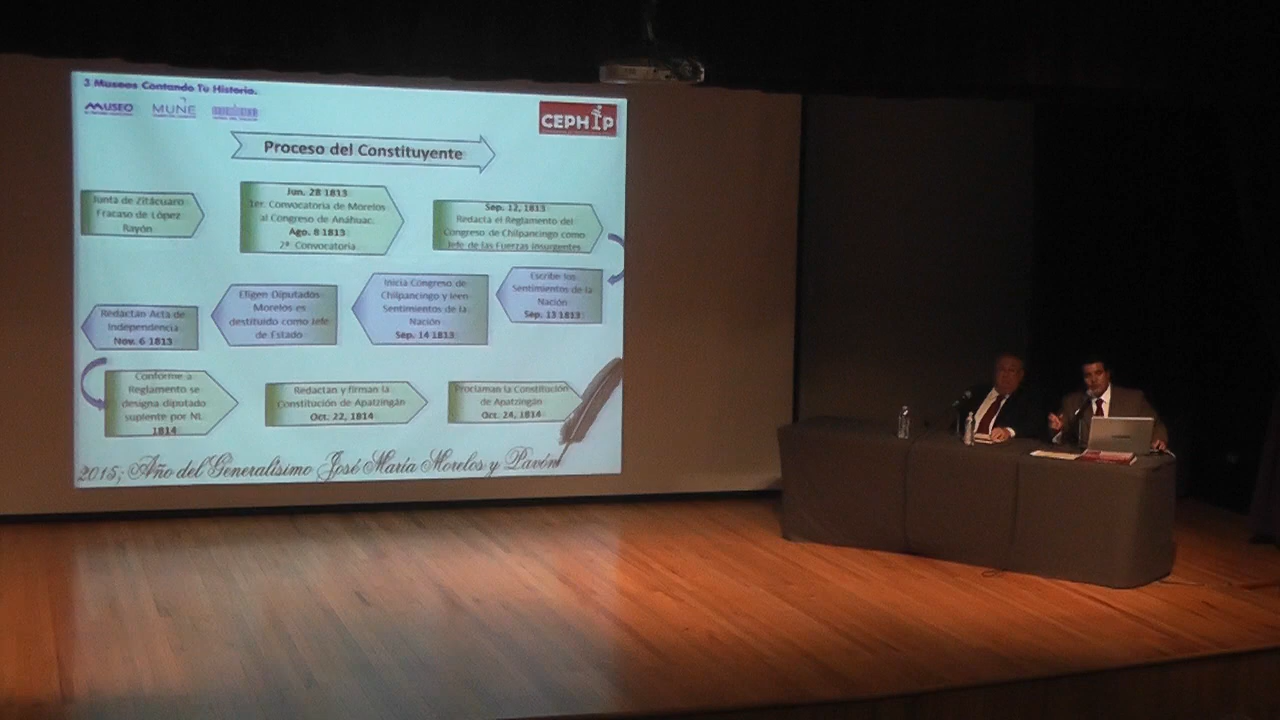 3 Museos Contando Tu Historia.
MUSEO
MUNE
CEPHIP
Proceso del Constituyente
Junta de Zitácuaro
Fracaso de López
Rayón
Jun. 28 1813
1er. Convocatoria de Morelos
al Congreso de Anáhuac.
Ago. 8 1813
2ª Convocatoria
Sep. 12, 1813
Redacta el Reglamento del
Congreso de Chilpancingo como
Jefe de las Fuerzas Insurgentes
Escribe los
Sentimientos de la
Nación
Sep. 13 1813
Inicia Congreso de
Chilpancingo y leen
Sentimientos de la
Nación
Sep. 14 1813
Eligen Diputados
Morelos es
destituido como Jefe
de Estado
Redactan Acta de
Independencia
Nov. 6 1813
Conforme a
Reglamento se
designa diputado
suplente por NL
1814
Redactan y firman la
Constitución de Apatzingán
Oct. 22, 1814
Proclaman la Constitución
de Apatzingán
Oct. 24, 1814
2015; Año del Generalísimo José María Morelos y Pavón